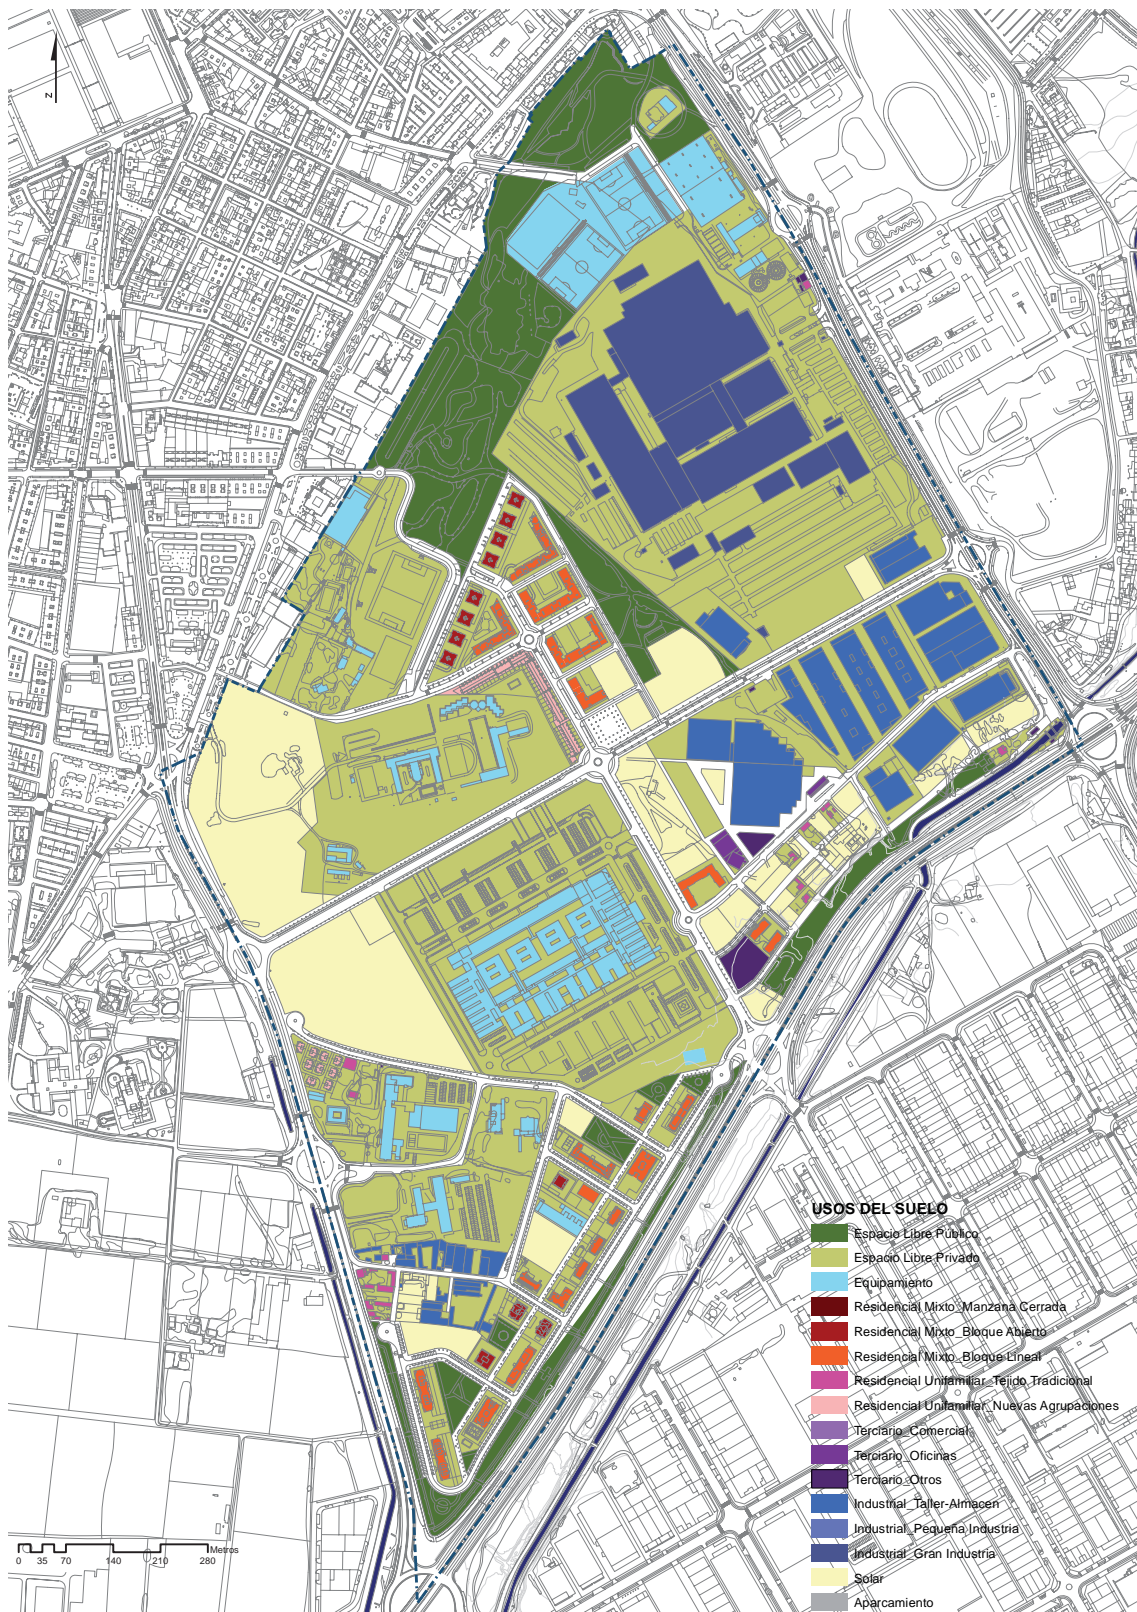 Z
USOS DEL SUELO
Espacio Libre Público
Espacio Libre Privado
Equipamiento
Residencial Mixto_Manzana Cerrada
Residencial Mixto_Bloque Abierto
Residencial Mixto_Bloque Lineal
Residencial Unifamiliar_Tejido Tradicional
Residencial Unifamiliar_Nuevas Agrupaciones
Terciario_Comercial
Terciario_Oficinas
Terciario_Otros
Industrial_Taller-Almacen
Industrial_Pequeña Industria
Industrial_Gran Industria
Solar
Aparcamiento
Metros
0 35 70 140 210 280